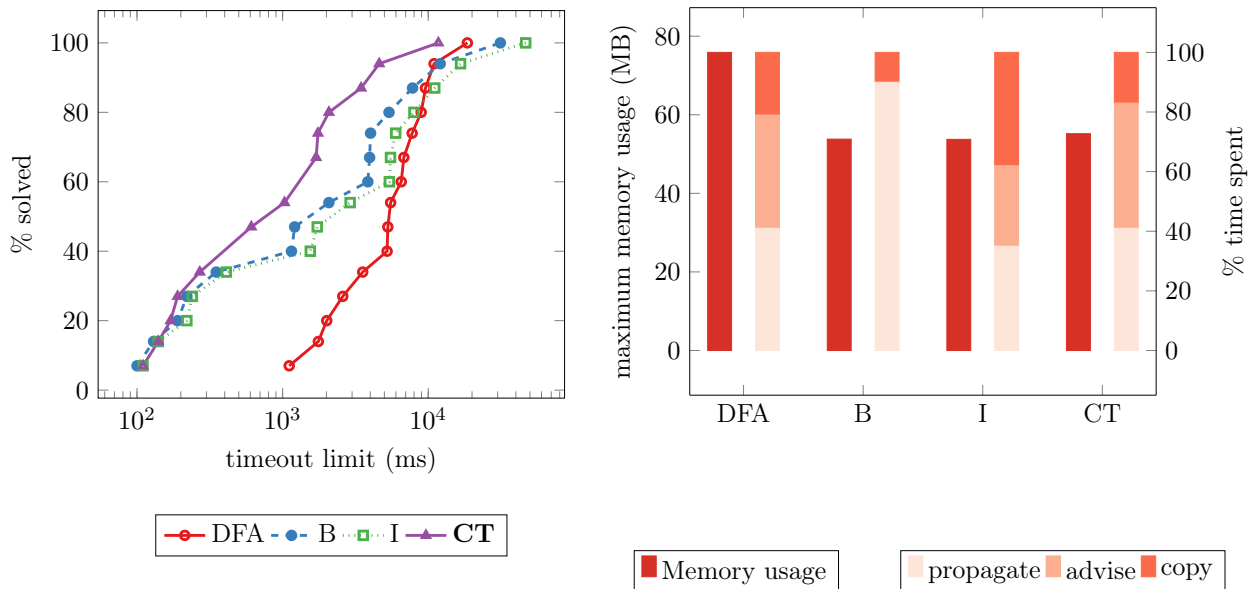 100
80
60
40
20
0
% solved
10^2
10^3
10^4
timeout limit (ms)
DFA B I CT
80
60
40
20
0
maximum memory usage (MB)
100
80
60
40
20
0
% time spent
DFA B I CT
Memory usage
propagate advise copy